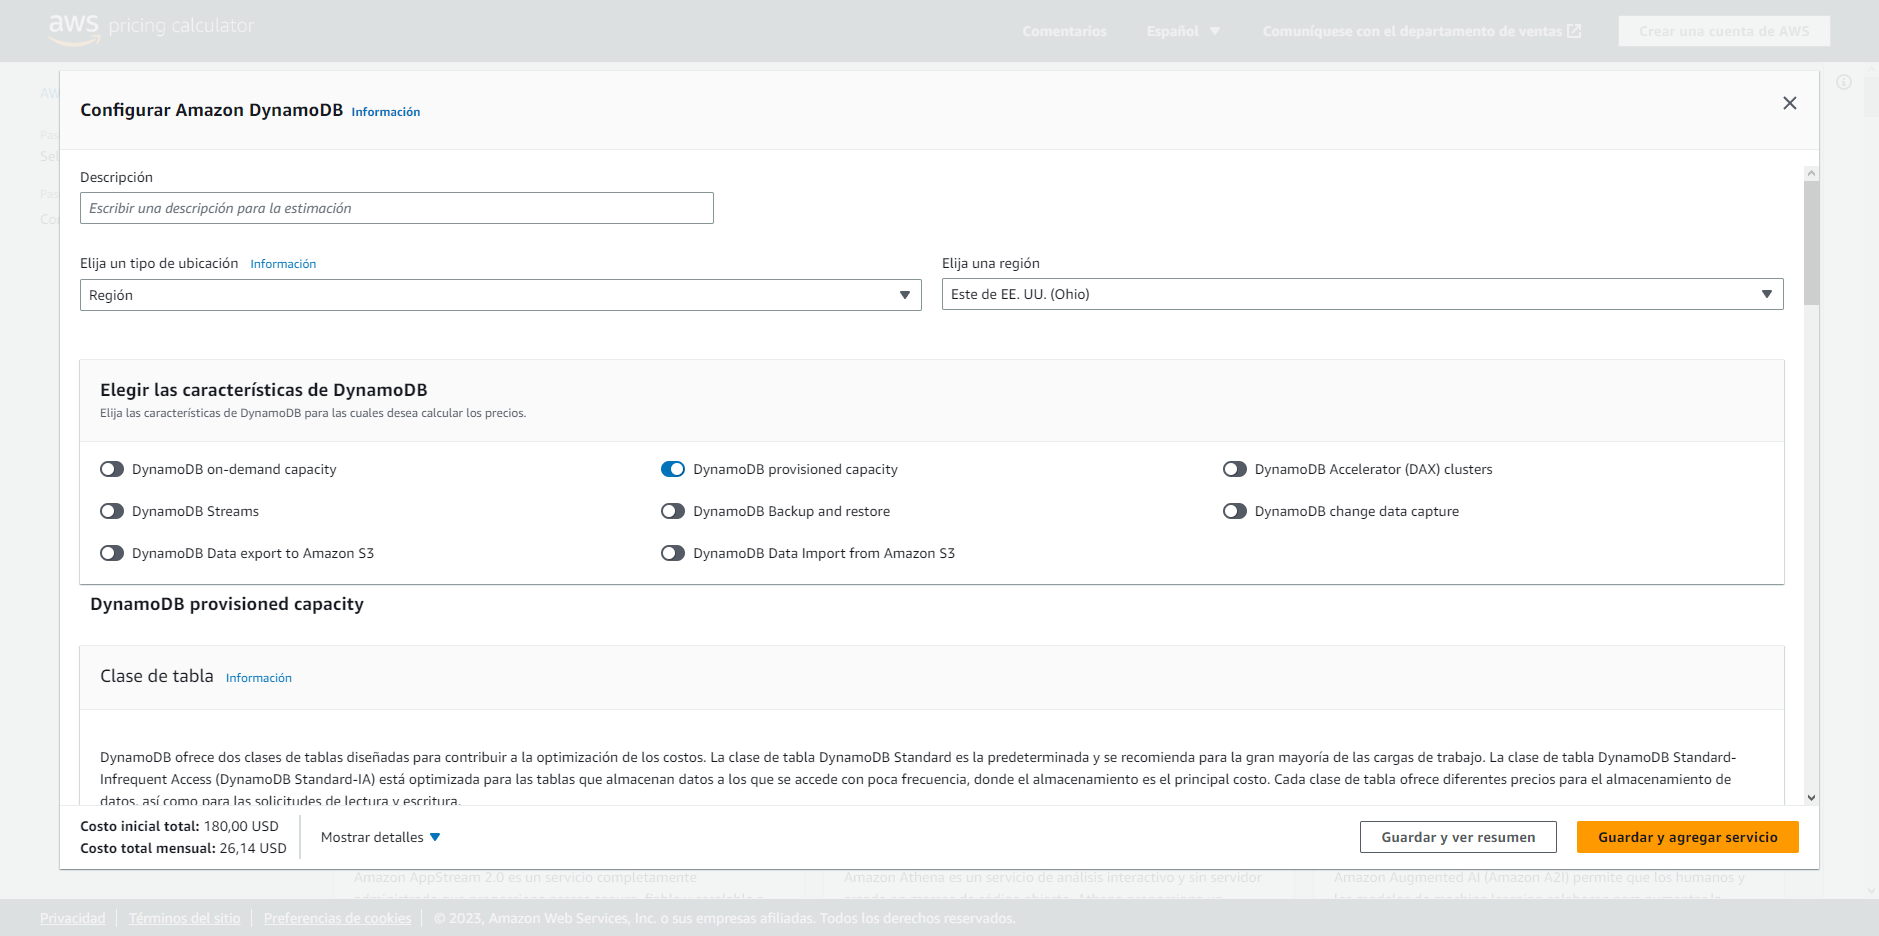 aws pricing calculator
Comentarios
Español
Comuníquese con el departamento de ventas
Crear una cuenta de AWS
AW
Pas
Sel
Pas
Co
Configurar Amazon DynamoDB Información
Descripción
Escribir una descripción para la estimación
Elija un tipo de ubicación Información
Región
Elija una región
Este de EE. UU. (Ohio)
Elegir las características de DynamoDB
Elija las características de DynamoDB para las cuales desea calcular los precios.
DynamoDB on-demand capacity
DynamoDB provisioned capacity
DynamoDB Accelerator (DAX) clusters
DynamoDB Streams
DynamoDB Backup and restore
DynamoDB change data capture
DynamoDB Data export to Amazon S3
DynamoDB Data Import from Amazon S3
DynamoDB provisioned capacity
Clase de tabla Información
DynamoDB ofrece dos clases de tablas diseñadas para contribuir a la optimización de los costos. La clase de tabla DynamoDB Standard es la predeterminada y se recomienda para la gran mayoría de las cargas de trabajo. La clase de tabla DynamoDB Standard-
Infrequent Access (DynamoDB Standard-IA) está optimizada para las tablas que almacenan datos a los que se accede con poca frecuencia, donde el almacenamiento es el principal costo. Cada clase de tabla ofrece diferentes precios para el almacenamiento de
datos, así como para las solicitudes de lectura y escritura.
Costo inicial total: 180,00 USD
Costo total mensual: 26,14 USD
Mostrar detalles
Guardar y ver resumen
Guardar y agregar servicio
Amazon AppStream 2.0 es un servicio completamente
Amazon Athena es un servicio de análisis interactivo y sin servidor
Amazon Augmented AI (Amazon A2I) permite que los humanos y
Privacidad
Términos del sitio
Preferencias de cookies
© 2023, Amazon Web Services, Inc. o sus empresas afiliadas. Todos los derechos reservados.